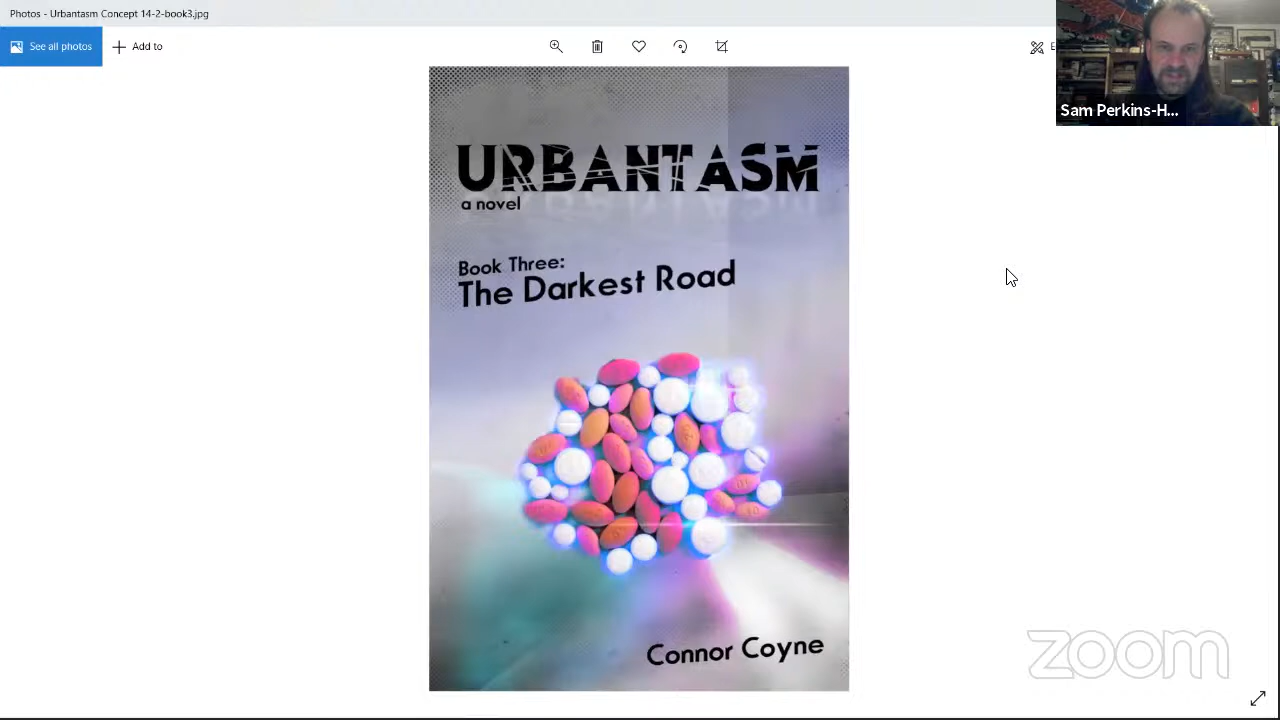 Photos - Urbantasm Concept 14-2-book3.jpg
See all photos
Add to
Sam Perkins-H...
URBANTASM
a novel
Book Three:
The Darkest Road
Connor Coyne
zoom